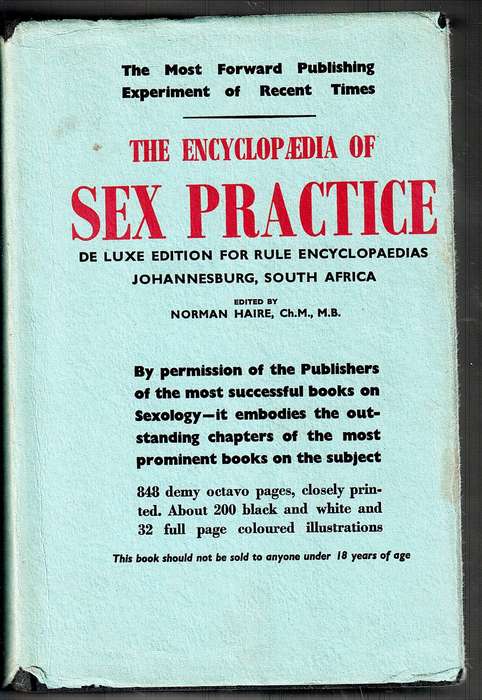 The Most Forward Publishing
Experiment of Recent Times
THE ENCYCLOPÆDIA OF
SEX PRACTICE
DE LUXE EDITION FOR RULE ENCYCLOPAEDIAS
JOHANNESBURG, SOUTH AFRICA
EDITED BY
NORMAN HAIRE, Ch.M., M.B.
By permission of the Publishers
of the most successful books on
Sexology—it embodies the out-
standing chapters of the most
prominent books on the subject
848 demy octavo pages, closely prin-
ted. About 200 black and white and
32 full page coloured illustrations
This book should not be sold to anyone under 18 years of age